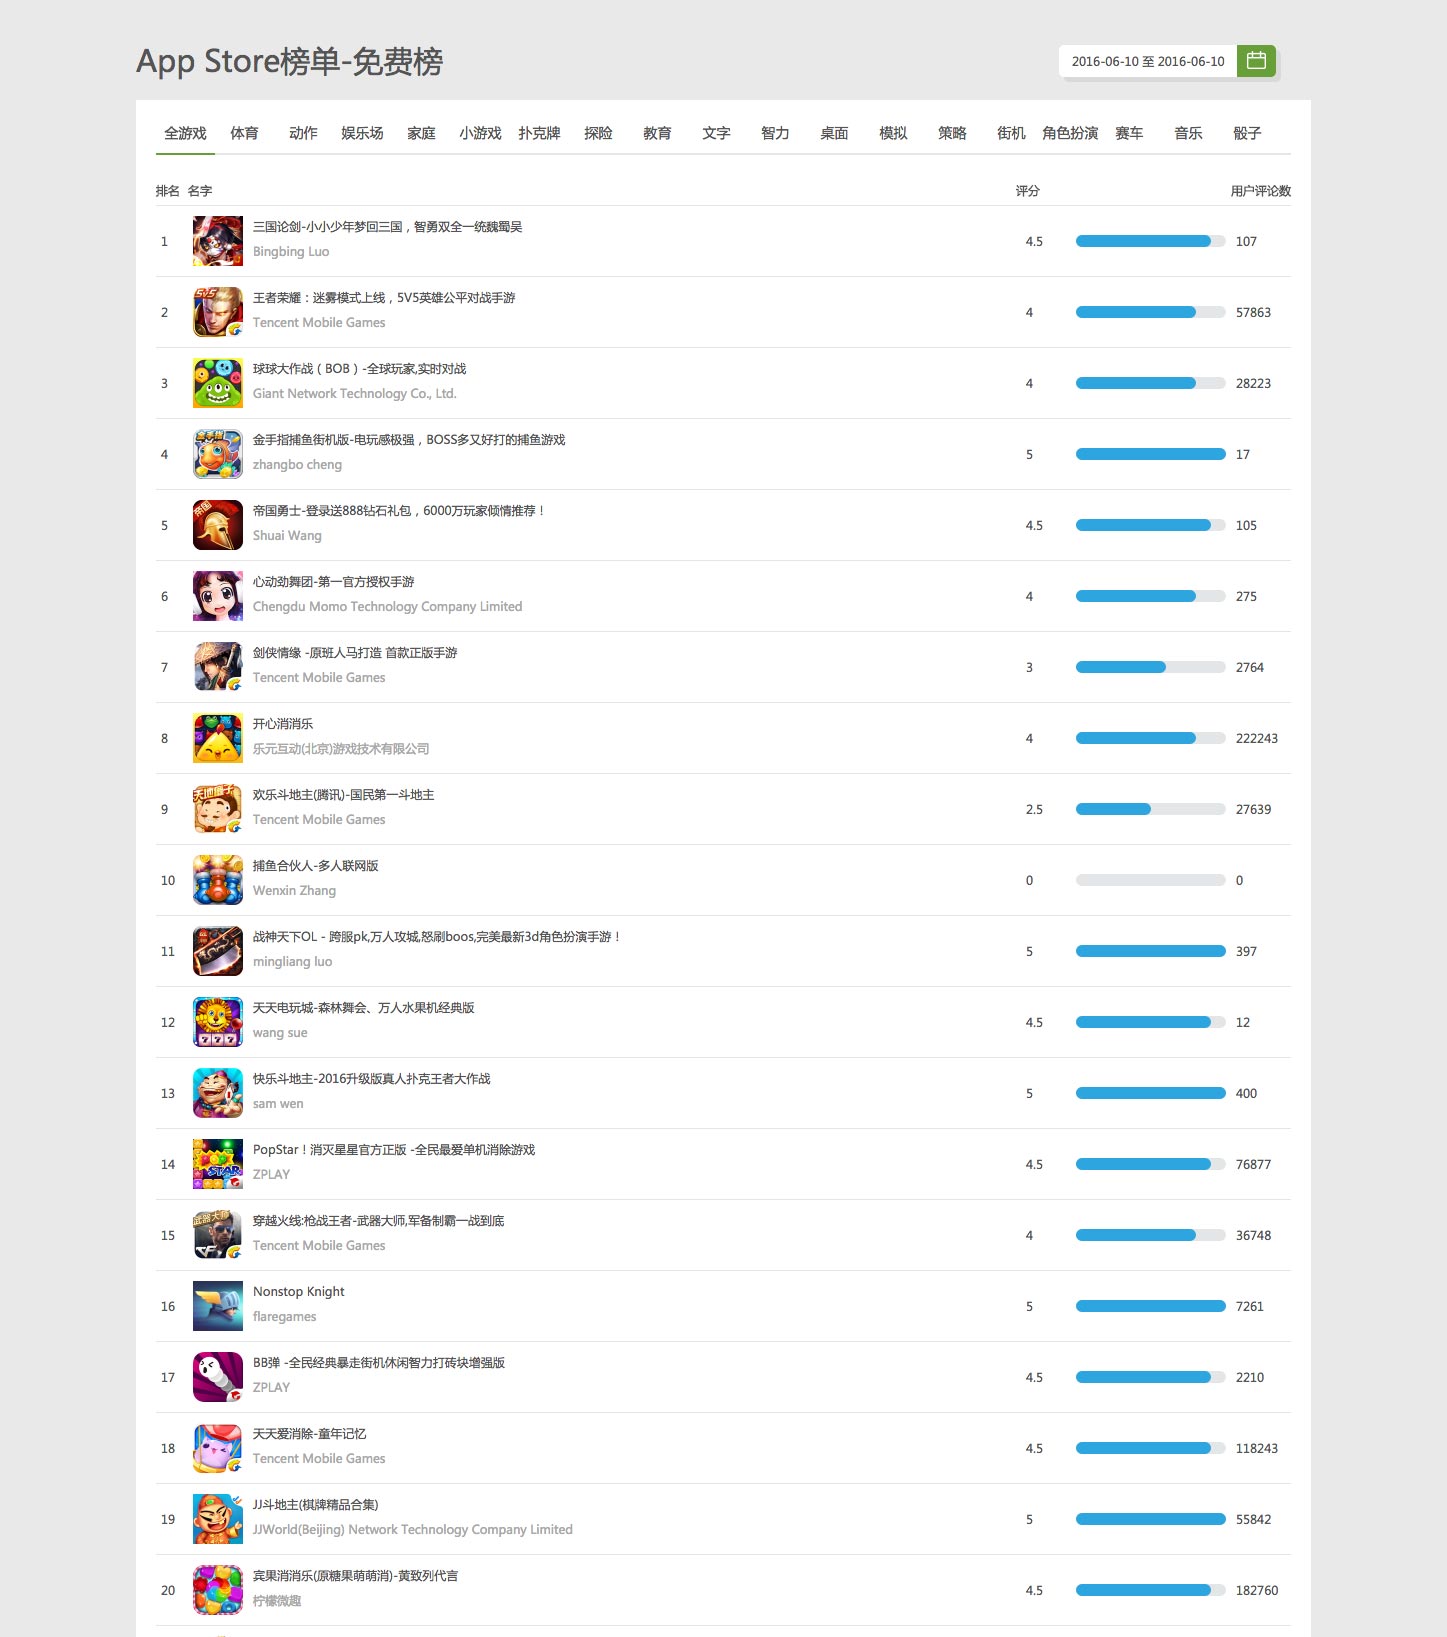 App Store榜单-免费榜
2016-06-10 至 2016-06-10
全游戏 体育 动作 娱乐场 家庭 小游戏 扑克牌 探险 教育 文字 智力 桌面 模拟 策略 街机 角色扮演 赛车 音乐 骰子
排名 名字 评分 用户评论数
三国论剑-小小少年梦回三国，智勇双全一统魏蜀吴
1 4.5 107
Bingbing Luo
王者荣耀：迷雾模式上线，5V5英雄公平对战手游
2 4 57863
Tencent Mobile Games
球球大作战（BOB）-全球玩家,实时对战
3 4 28223
Giant Network Technology Co., Ltd.
金手指捕鱼街机版-电玩感极强，BOSS多又好打的捕鱼游戏
4 5 17
zhangbo cheng
帝国勇士-登录送888钻石礼包，6000万玩家倾情推荐！
5 4.5 105
Shuai Wang
心动劲舞团-第一官方授权手游
6 4 275
Chengdu Momo Technology Company Limited
剑侠情缘 -原班人马打造 首款正版手游
7 3 2764
Tencent Mobile Games
开心消消乐
8 4 222243
乐元互动(北京)游戏技术有限公司
欢乐斗地主(腾讯)-国民第一斗地主
9 2.5 27639
Tencent Mobile Games
捕鱼合伙人-多人联网版
10 0 0
Wenxin Zhang
战神天下OL - 跨服pk,万人攻城,怒刷boos,完美最新3d角色扮演手游！
11 5 397
mingliang luo
天天电玩城-森林舞会、万人水果机经典版
12 4.5 12
wang sue
快乐斗地主-2016升级版真人扑克王者大作战
13 5 400
sam wen
PopStar！消灭星星官方正版 -全民最爱单机消除游戏
14 4.5 76877
ZPLAY
穿越火线:枪战王者-武器大师,军备制霸一战到底
15 4 36748
Tencent Mobile Games
Nonstop Knight
16 5 7261
flaregames
BB弹 -全民经典暴走街机休闲智力打砖块增强版
17 4.5 2210
ZPLAY
天天爱消除-童年记忆
18 4.5 118243
Tencent Mobile Games
JJ斗地主(棋牌精品合集)
19 5 55842
JJWorld(Beijing) Network Technology Company Limited
宾果消消乐(原糖果萌萌消)-黄致列代言
20 4.5 182760
柠檬微趣